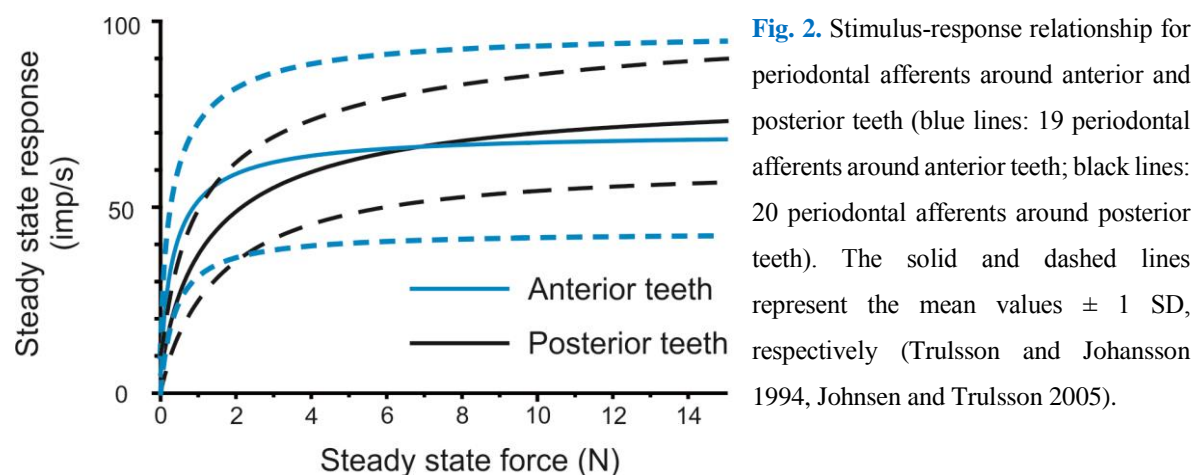 100
50
0
0
2
4
6
8
10
12
14
Steady state response
(imp/s)
Steady state force (N)
Anterior teeth
Posterior teeth
Fig. 2. Stimulus-response relationship for
periodontal afferents around anterior and
posterior teeth (blue lines: 19 periodontal
afferents around anterior teeth; black lines:
20 periodontal afferents around posterior
teeth). The solid and dashed lines
represent the mean values ± 1 SD,
respectively (Trulsson and Johansson
1994, Johnsen and Trulsson 2005).